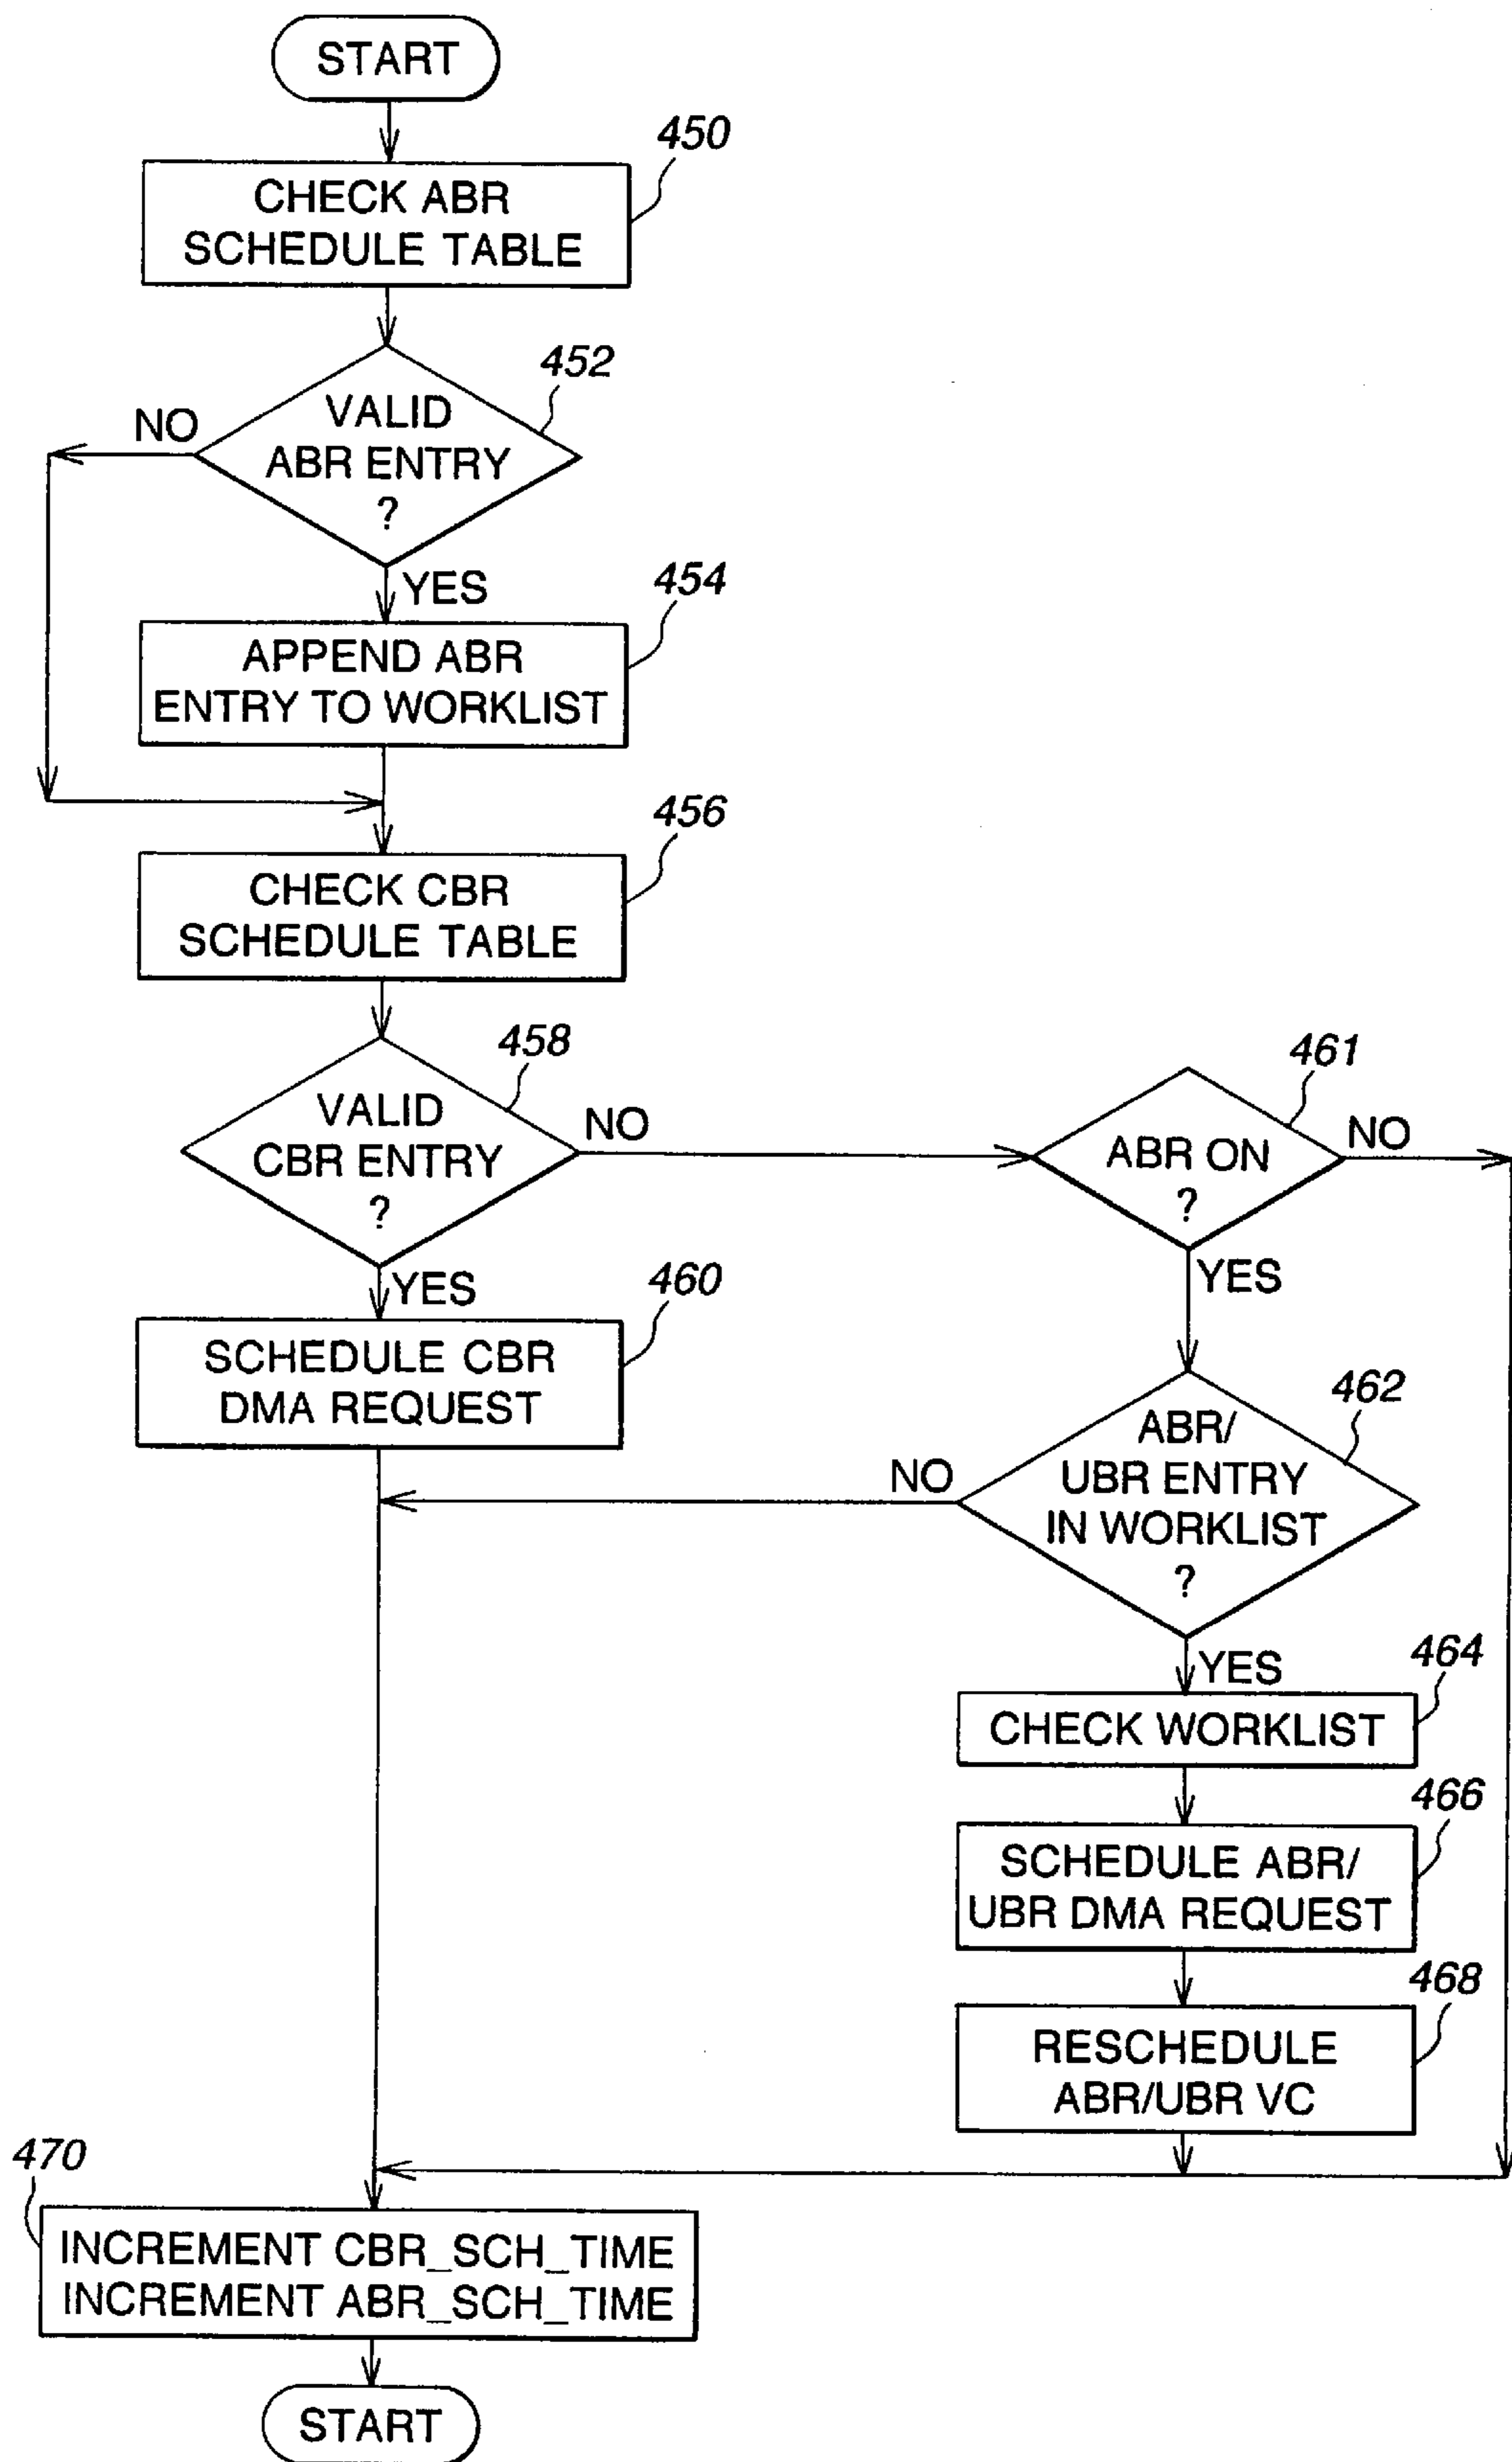 START
450
CHECK ABR
SCHEDULE TABLE
452
VALID
ABR ENTRY
?
NO
YES
454
APPEND ABR
ENTRY TO WORKLIST
456
CHECK CBR
SCHEDULE TABLE
458
VALID
CBR ENTRY
?
NO
YES
461
ABR ON
?
NO
YES
460
SCHEDULE CBR
DMA REQUEST
462
ABR/
UBR ENTRY
IN WORKLIST
?
NO
YES
464
CHECK WORKLIST
466
SCHEDULE ABR/
UBR DMA REQUEST
468
RESCHEDULE
ABR/UBR VC
470
INCREMENT CBR_SCH_TIME
INCREMENT ABR_SCH_TIME
START